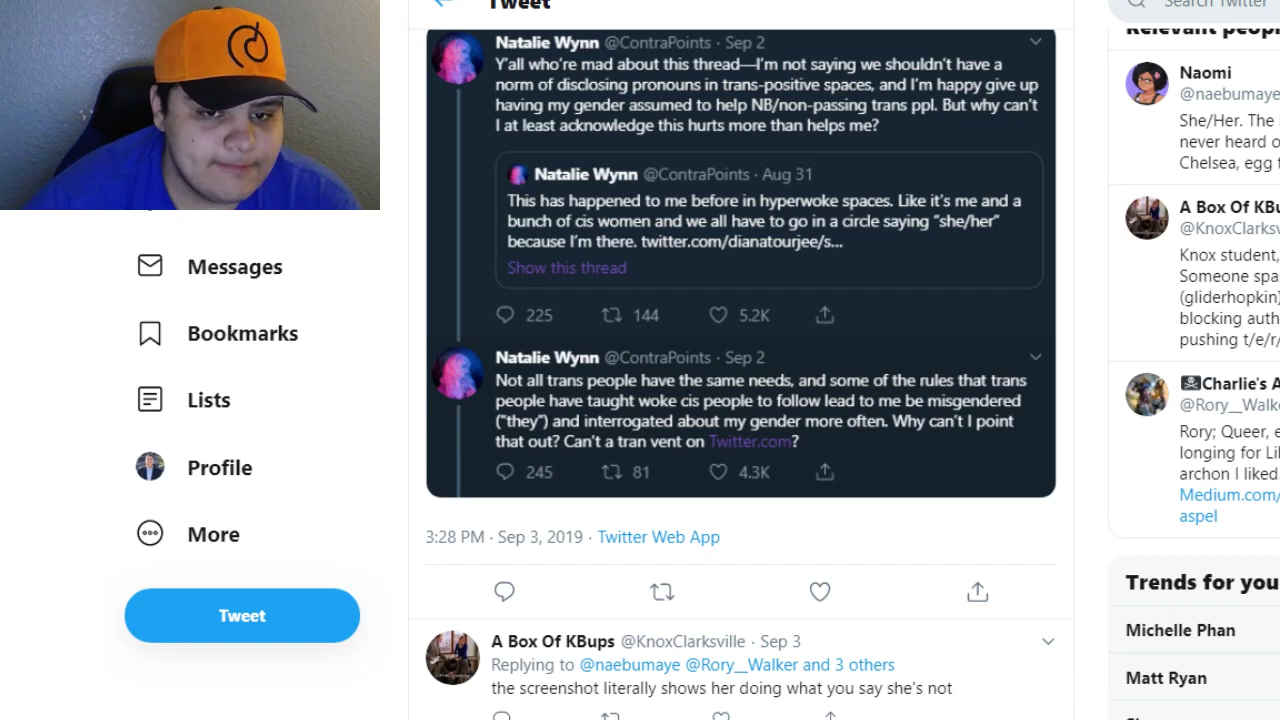 Tweet
Search Twitter
Relevant people
Natalie Wynn @ContraPoints · Sep 2
Y'all who're mad about this thread—I'm not saying we shouldn't have a
norm of disclosing pronouns in trans-positive spaces, and I'm happy give up
having my gender assumed to help NB/non-passing trans ppl. But why can't
I at least acknowledge this hurts more than helps me?
Natalie Wynn @ContraPoints · Aug 31
This has happened to me before in hyperwoke spaces. Like it's me and a
bunch of cis women and we all have to go in a circle saying "she/her"
because I'm there. twitter.com/dianatourjee/s...
Show this thread
225 144 5.2K
Natalie Wynn @ContraPoints · Sep 2
Not all trans people have the same needs, and some of the rules that trans
people have taught woke cis people to follow lead to me be misgendered
("they") and interrogated about my gender more often. Why can't I point
that out? Can't a tran vent on Twitter.com?
245 81 4.3K
3:28 PM · Sep 3, 2019 · Twitter Web App
A Box Of KBups @KnoxClarksville · Sep 3
Replying to @naebumaye @Rory__Walker and 3 others
the screenshot literally shows her doing what you say she's not
Messages
Bookmarks
Lists
Profile
More
Tweet
Naomi
@naebumaye
She/Her. The
never heard o
Chelsea, egg f
A Box Of KBu
@KnoxClarksv
Knox student,
Someone spa
(gliderhopkin)
blocking auth
pushing t/e/r/
Charlie's A
@Rory__Walke
Rory; Queer, e
longing for Lil
archon I liked.
Medium.com/
aspel
Trends for you
Michelle Phan
Matt Ryan